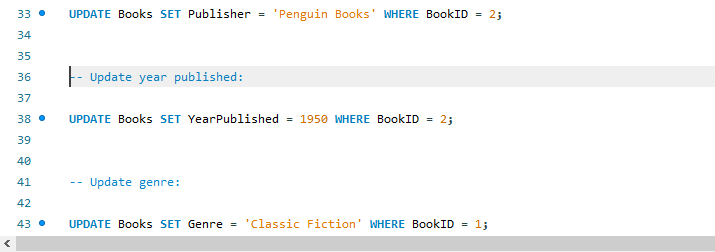 33 UPDATE Books SET Publisher = 'Penguin Books' WHERE BookID = 2;
34
35
36 -- Update year published:
37
38 UPDATE Books SET YearPublished = 1950 WHERE BookID = 2;
39
40
41 -- Update genre:
42
43 UPDATE Books SET Genre = 'Classic Fiction' WHERE BookID = 1;